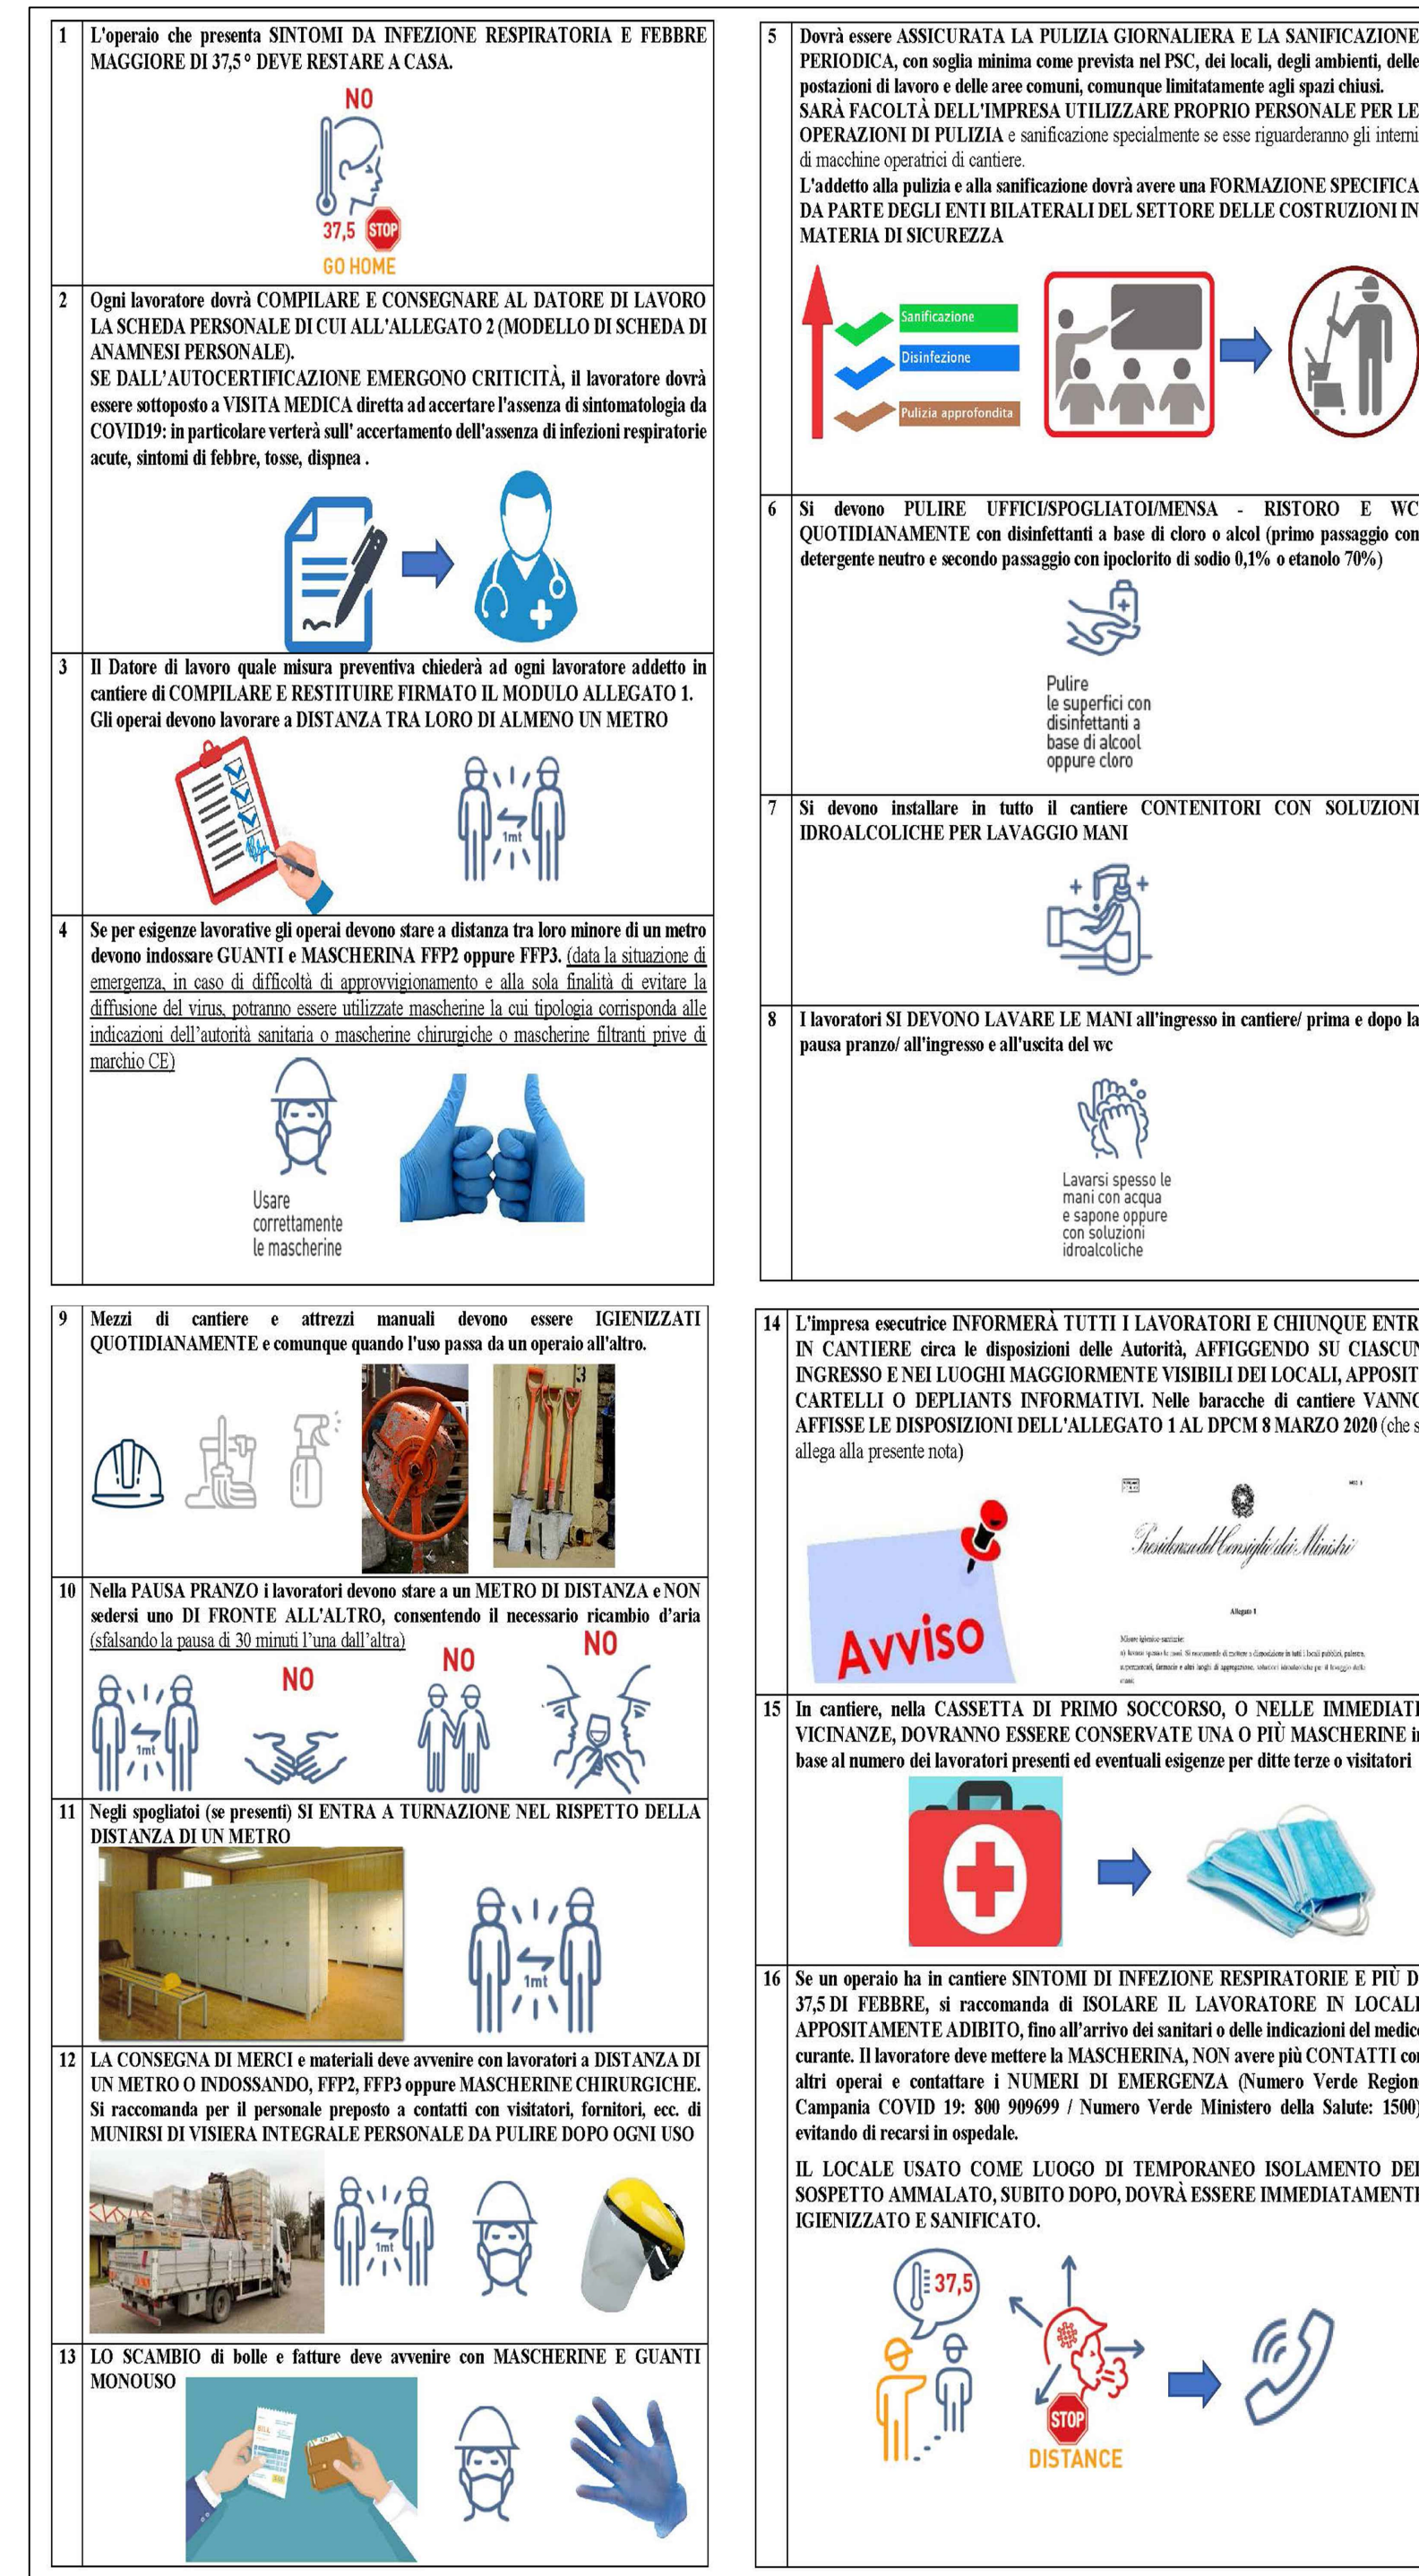 1 L'operaio che presenta SINTOMI DA INFEZIONE RESPIRATORIA E FEBBRE
MAGGIORE DI 37,5° DEVE RESTARE A CASA.
NO
37,5 STOP
GO HOME
2 Ogni lavoratore dovrà COMPILARE E CONSEGNARE AL DATORE DI LAVORO
LA SCHEDA PERSONALE DI CUI ALL'ALLEGATO 2 (MODELLO DI SCHEDA DI
ANAMNESI PERSONALE).
SE DALL'AUTOCERTIFICAZIONE EMERGONO CRITICITÀ, il lavoratore dovrà
essere sottoposto a VISITA MEDICA diretta ad accertare l'assenza di sintomatologia da
COVID19: in particolare verterà sull' accertamento dell'assenza di infezioni respiratorie
acute, sintomi di febbre, tosse, dispnea .
3 Il Datore di lavoro quale misura preventiva chiederà ad ogni lavoratore addetto in
cantiere di COMPILARE E RESTITUIRE FIRMATO IL MODULO ALLEGATO 1.
Gli operai devono lavorare a DISTANZA TRA LORO DI ALMENO UN METRO
1mt
4 Se per esigenze lavorative gli operai devono stare a distanza tra loro minore di un metro
devono indossare GUANTI e MASCHERINA FFP2 oppure FFP3. (data la situazione di
emergenza, in caso di difficoltà di approvvigionamento e alla sola finalità di evitare la
diffusione del virus, potranno essere utilizzate mascherine la cui tipologia corrisponda alle
indicazioni dell'autorità sanitaria o mascherine chirurgiche o mascherine filtranti prive di
marchio CE)
Usare
correttamente
le mascherine
5 Dovrà essere ASSICURATA LA PULIZIA GIORNALIERA E LA SANIFICAZIONE
PERIODICA, con soglia minima come prevista nel PSC, dei locali, degli ambienti, delle
postazioni di lavoro e delle aree comuni, comunque limitatamente agli spazi chiusi.
SARÀ FACOLTÀ DELL'IMPRESA UTILIZZARE PROPRIO PERSONALE PER LE
OPERAZIONI DI PULIZIA e sanificazione specialmente se esse riguarderanno gli interni
di macchine operatrici di cantiere.
L'addetto alla pulizia e alla sanificazione dovrà avere una FORMAZIONE SPECIFICA
DA PARTE DEGLI ENTI BILATERALI DEL SETTORE DELLE COSTRUZIONI IN
MATERIA DI SICUREZZA
Sanificazione
Disinfezione
Pulizia approfondita
6 Si devono PULIRE UFFICI/SPOGLIATOI/MENSA - RISTORO E WC
QUOTIDIANAMENTE con disinfettanti a base di cloro o alcol (primo passaggio con
detergente neutro e secondo passaggio con ipoclorito di sodio 0,1% o etanolo 70%)
Pulire
le superfici con
disinfettanti a
base di alcool
oppure cloro
7 Si devono installare in tutto il cantiere CONTENITORI CON SOLUZIONI
IDROALCOLICHE PER LAVAGGIO MANI
8 I lavoratori SI DEVONO LAVARE LE MANI all'ingresso in cantiere/ prima e dopo la
pausa pranzo/ all'ingresso e all'uscita del wc
Lavarsi spesso le
mani con acqua
e sapone oppure
con soluzioni
idroalcoliche
9 Mezzi di cantiere e attrezzi manuali devono essere IGIENIZZATI
QUOTIDIANAMENTE e comunque quando l'uso passa da un operaio all'altro.
3
10 Nella PAUSA PRANZO i lavoratori devono stare a un METRO DI DISTANZA e NON
sedersi uno DI FRONTE ALL'ALTRO, consentendo il necessario ricambio d'aria
(sfalsando la pausa di 30 minuti l'una dall'altra)
NO
NO
NO
1mt
11 Negli spogliatoi (se presenti) SI ENTRA A TURNAZIONE NEL RISPETTO DELLA
DISTANZA DI UN METRO
1mt
12 LA CONSEGNA DI MERCI e materiali deve avvenire con lavoratori a DISTANZA DI
UN METRO O INDOSSANDO, FFP2, FFP3 oppure MASCHERINE CHIRURGICHE.
Si raccomanda per il personale preposto a contatti con visitatori, fornitori, ecc. di
MUNIRSI DI VISIERA INTEGRALE PERSONALE DA PULIRE DOPO OGNI USO
1mt
13 LO SCAMBIO di bolle e fatture deve avvenire con MASCHERINE E GUANTI
MONOUSO
BILL
14 L'impresa esecutrice INFORMERÀ TUTTI I LAVORATORI E CHIUNQUE ENTR
IN CANTIERE circa le disposizioni delle Autorità, AFFIGGENDO SU CIASCUN
INGRESSO E NEI LUOGHI MAGGIORMENTE VISIBILI DEI LOCALI, APPOSIT
CARTELLI O DEPLIANTS INFORMATIVI. Nelle baracche di cantiere VANNO
AFFISSE LE DISPOSIZIONI DELL'ALLEGATO 1 AL DPCM 8 MARZO 2020 (che s
allega alla presente nota)
Avviso
Presidenza del Consiglio dei Ministri
Allegato 1
Misure igienico-sanitarie:
a) lavarsi spesso le mani. Si raccomanda di mettere a disposizione in tutti i locali pubblici, palestre,
supermercati, farmacie e altri luoghi di aggregazione, soluzioni idroalcoliche per il lavaggio delle
mani;
15 In cantiere, nella CASSETTA DI PRIMO SOCCORSO, O NELLE IMMEDIATE
VICINANZE, DOVRANNO ESSERE CONSERVATE UNA O PIÙ MASCHERINE in
base al numero dei lavoratori presenti ed eventuali esigenze per ditte terze o visitatori
16 Se un operaio ha in cantiere SINTOMI DI INFEZIONE RESPIRATORIE E PIÙ D
37,5 DI FEBBRE, si raccomanda di ISOLARE IL LAVORATORE IN LOCALE
APPOSITAMENTE ADIBITO, fino all'arrivo dei sanitari o delle indicazioni del medico
curante. Il lavoratore deve mettere la MASCHERINA, NON avere più CONTATTI con
altri operai e contattare i NUMERI DI EMERGENZA (Numero Verde Region
Campania COVID 19: 800 909699 / Numero Verde Ministero della Salute: 1500)
evitando di recarsi in ospedale.
IL LOCALE USATO COME LUOGO DI TEMPORANEO ISOLAMENTO DEL
SOSPETTO AMMALATO, SUBITO DOPO, DOVRÀ ESSERE IMMEDIATAMENTE
IGIENIZZATO E SANIFICATO.
37,5
STOP
DISTANCE